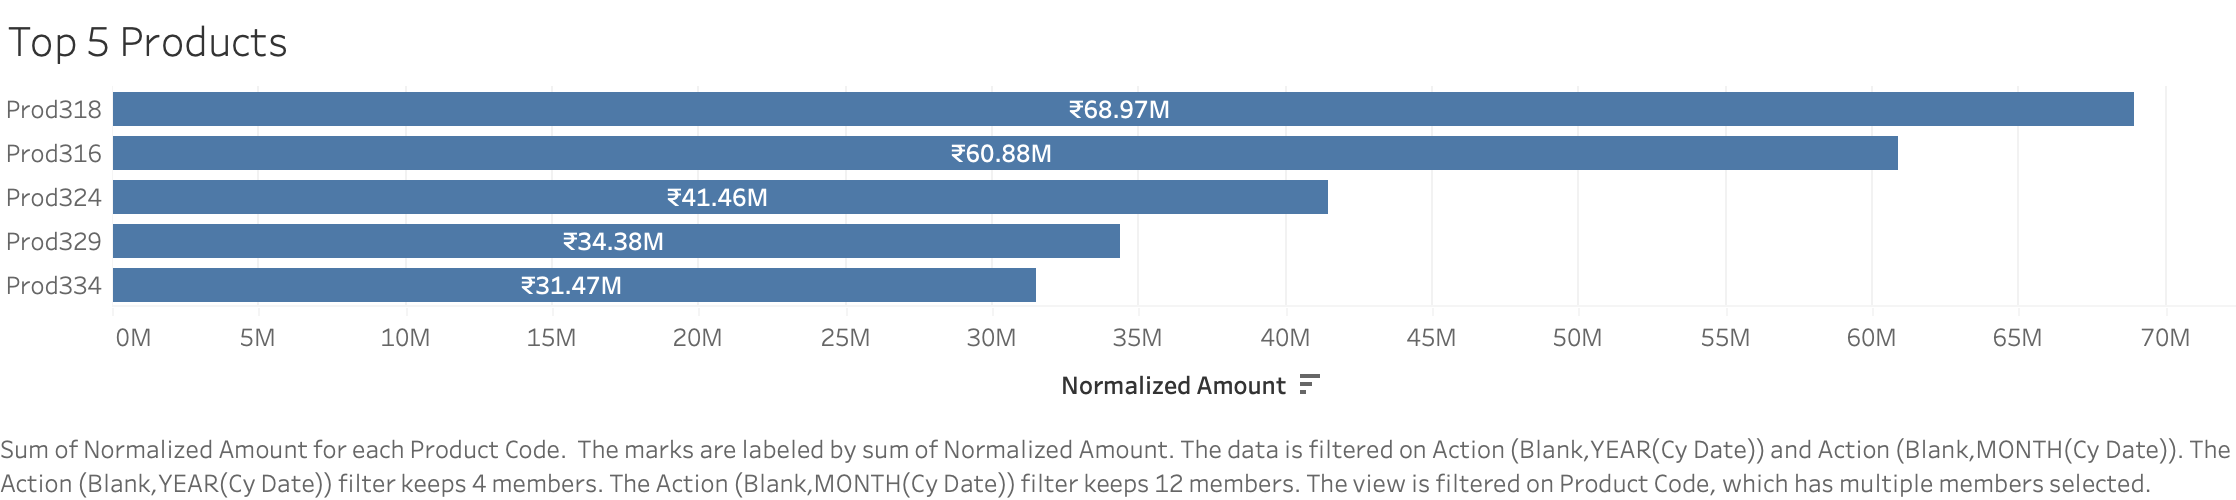 Top 5 Products
Prod318 ₹68.97M
Prod316 ₹60.88M
Prod324 ₹41.46M
Prod329 ₹34.38M
Prod334 ₹31.47M
0M 5M 10M 15M 20M 25M 30M 35M 40M 45M 50M 55M 60M 65M 70M
Normalized Amount
Sum of Normalized Amount for each Product Code.  The marks are labeled by sum of Normalized Amount. The data is filtered on Action (Blank,YEAR(Cy Date)) and Action (Blank,MONTH(Cy Date)). The
Action (Blank,YEAR(Cy Date)) filter keeps 4 members. The Action (Blank,MONTH(Cy Date)) filter keeps 12 members. The view is filtered on Product Code, which has multiple members selected.